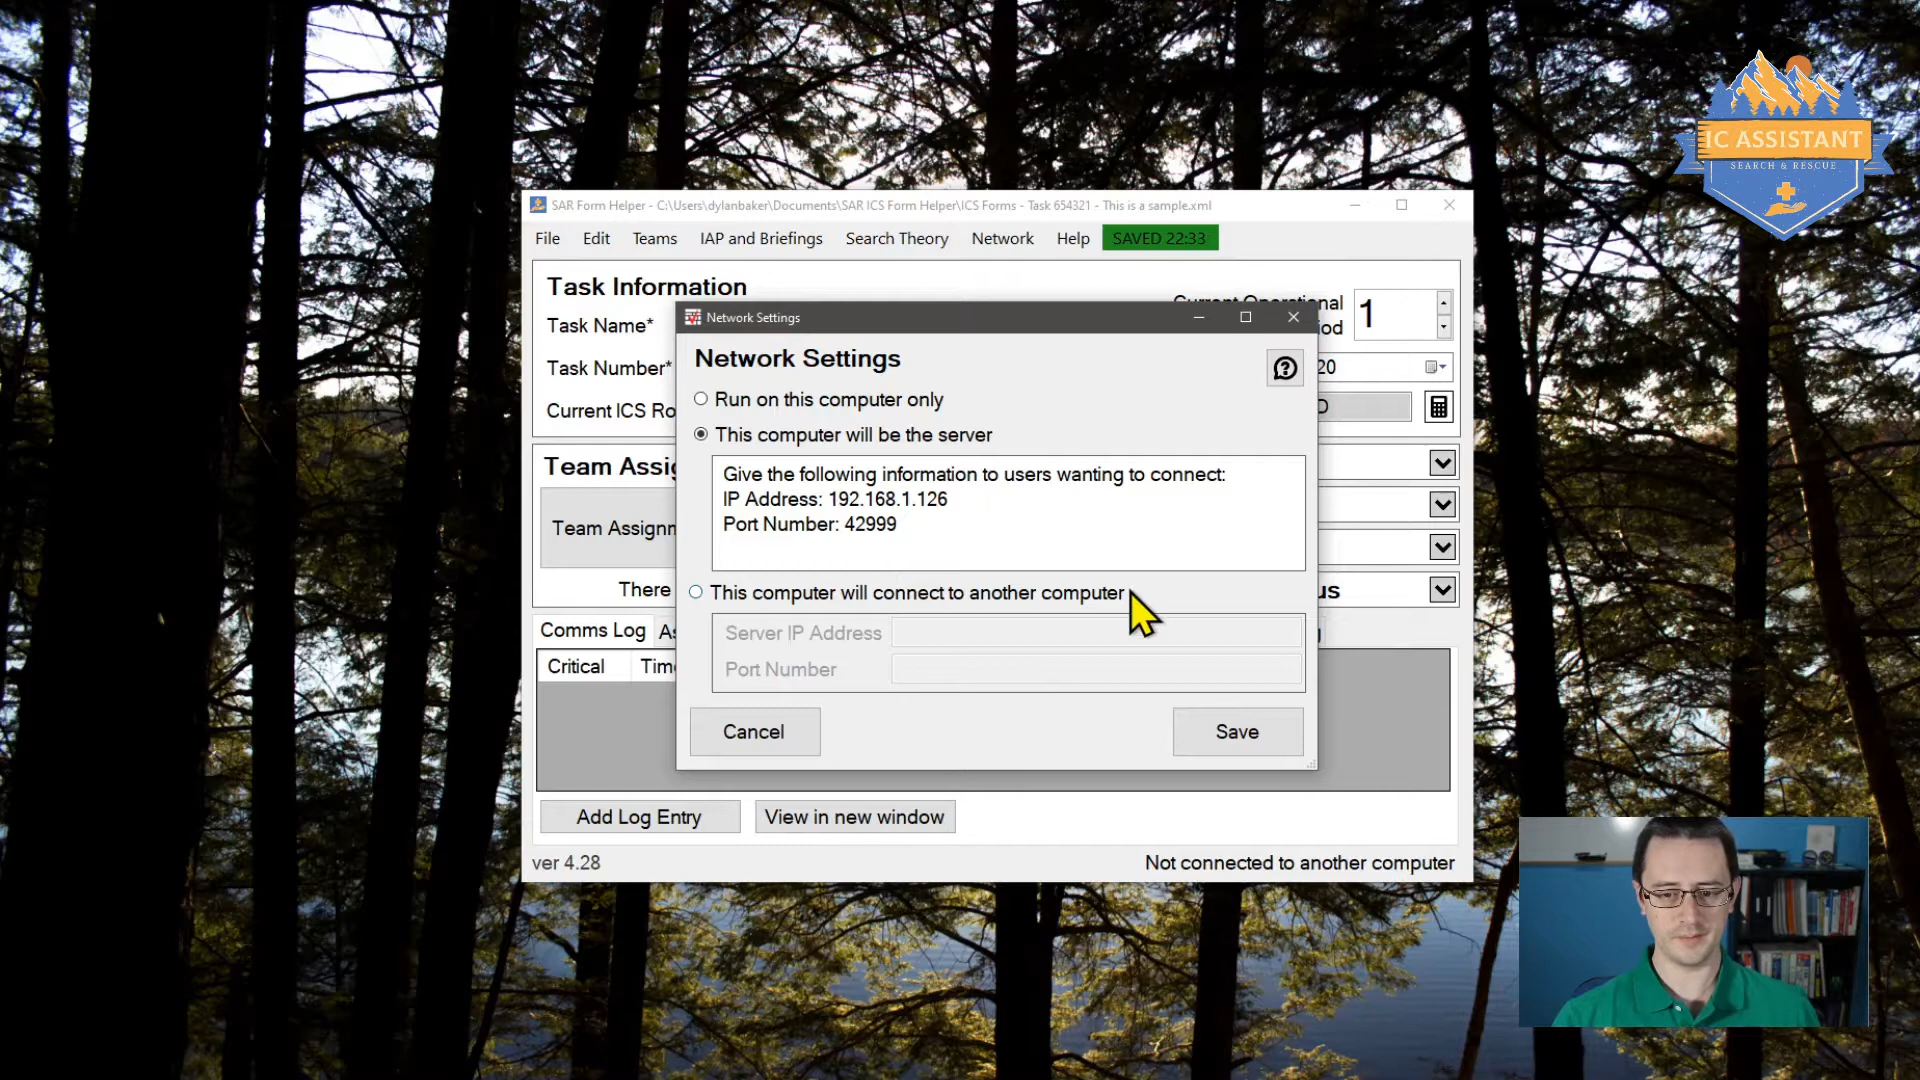 IC ASSISTANT
SEARCH & RESCUE
SAR Form Helper - C:\Users\dylanbaker\Documents\SAR ICS Form Helper\ICS Forms - Task 654321 - This is a sample.xml
File Edit Teams IAP and Briefings Search Theory Network Help SAVED 22:33
Task Information
Task Name*
Task Number*
Current ICS Ro
Current Operational
iod
1
20
Network Settings
Network Settings
Run on this computer only
This computer will be the server
Give the following information to users wanting to connect:
IP Address: 192.168.1.126
Port Number: 42999
This computer will connect to another computer
Server IP Address
Port Number
Cancel
Save
Team Assig
Team Assignm
There
us
Comms Log
Critical Time
Add Log Entry
View in new window
ver 4.28
Not connected to another computer